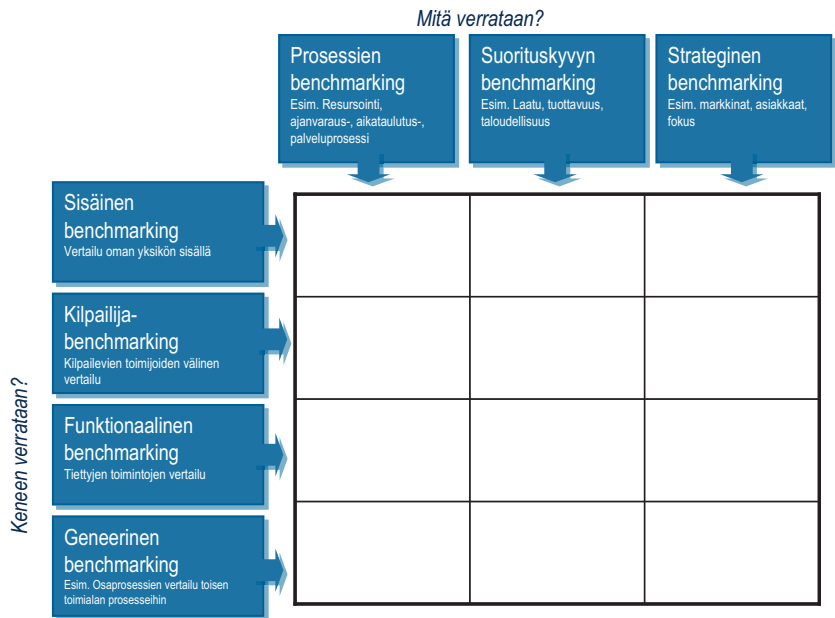 Mitä verrataan?
Prosessien
benchmarking
Esim. Resursointi,
ajanvaraus-, aikataulutus-,
palveluprosessi
Suorituskyvyn
benchmarking
Esim. Laatu, tuottavuus,
taloudellisuus
Strateginen
benchmarking
Esim. markkinat, asiakkaat,
fokus
Keneen verrataan?
Sisäinen
benchmarking
Vertailu oman yksikön sisällä
Kilpailija-
benchmarking
Kilpailevien toimijoiden välinen
vertailu
Funktionaalinen
benchmarking
Tiettyjen toimintojen vertailu
Geneerinen
benchmarking
Esim. Osaprosessien vertailu toisen
toimialan prosesseihin